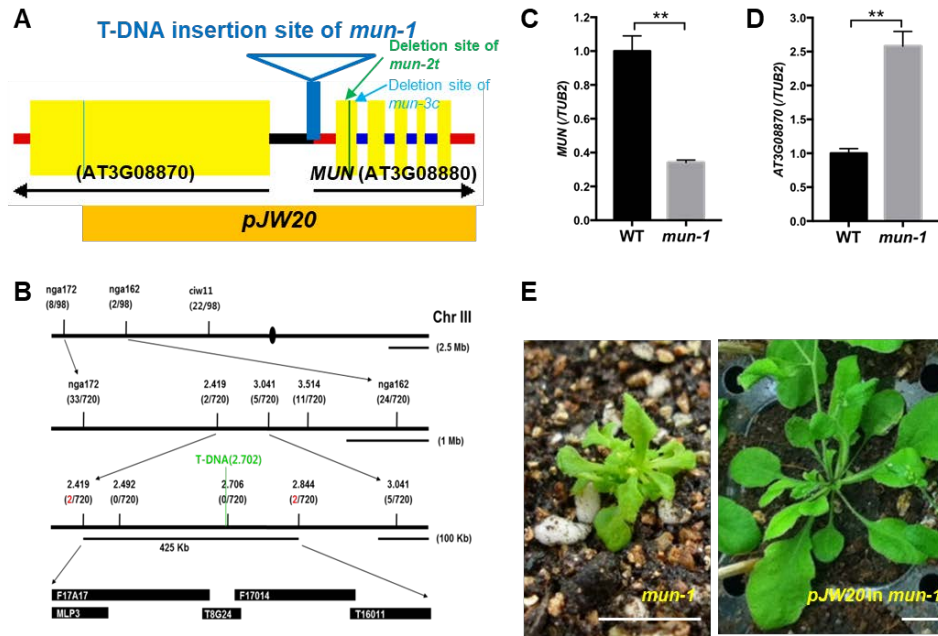 A
T-DNA insertion site of mun-1
Deletion site of
mun-2t
Deletion site of
mun-3c
(AT3G08870)
MUN (AT3G08880)
pJW20
B
nga172
(8/98)
nga162
(2/98)
ciw11
(22/98)
Chr III
(2.5 Mb)
nga172
(33/720)
2.419
(2/720)
3.041
(5/720)
3.514
(11/720)
nga162
(24/720)
(1 Mb)
T-DNA(2.702)
2.419
(2/720)
2.492
(0/720)
2.706
(0/720)
2.844
(2/720)
3.041
(5/720)
(100 Kb)
425 Kb
F17A17
F17014
MLP3
T8G24
T16011
C
**
MUN (/TUB2)
1.2
1.0
0.8
0.6
0.4
0.2
0.0
WT
mun-1
D
**
AT3G08870 (/TUB2)
3.0
2.5
2.0
1.5
1.0
0.5
0.0
WT
mun-1
E
mun-1
pJW20 in mun-1